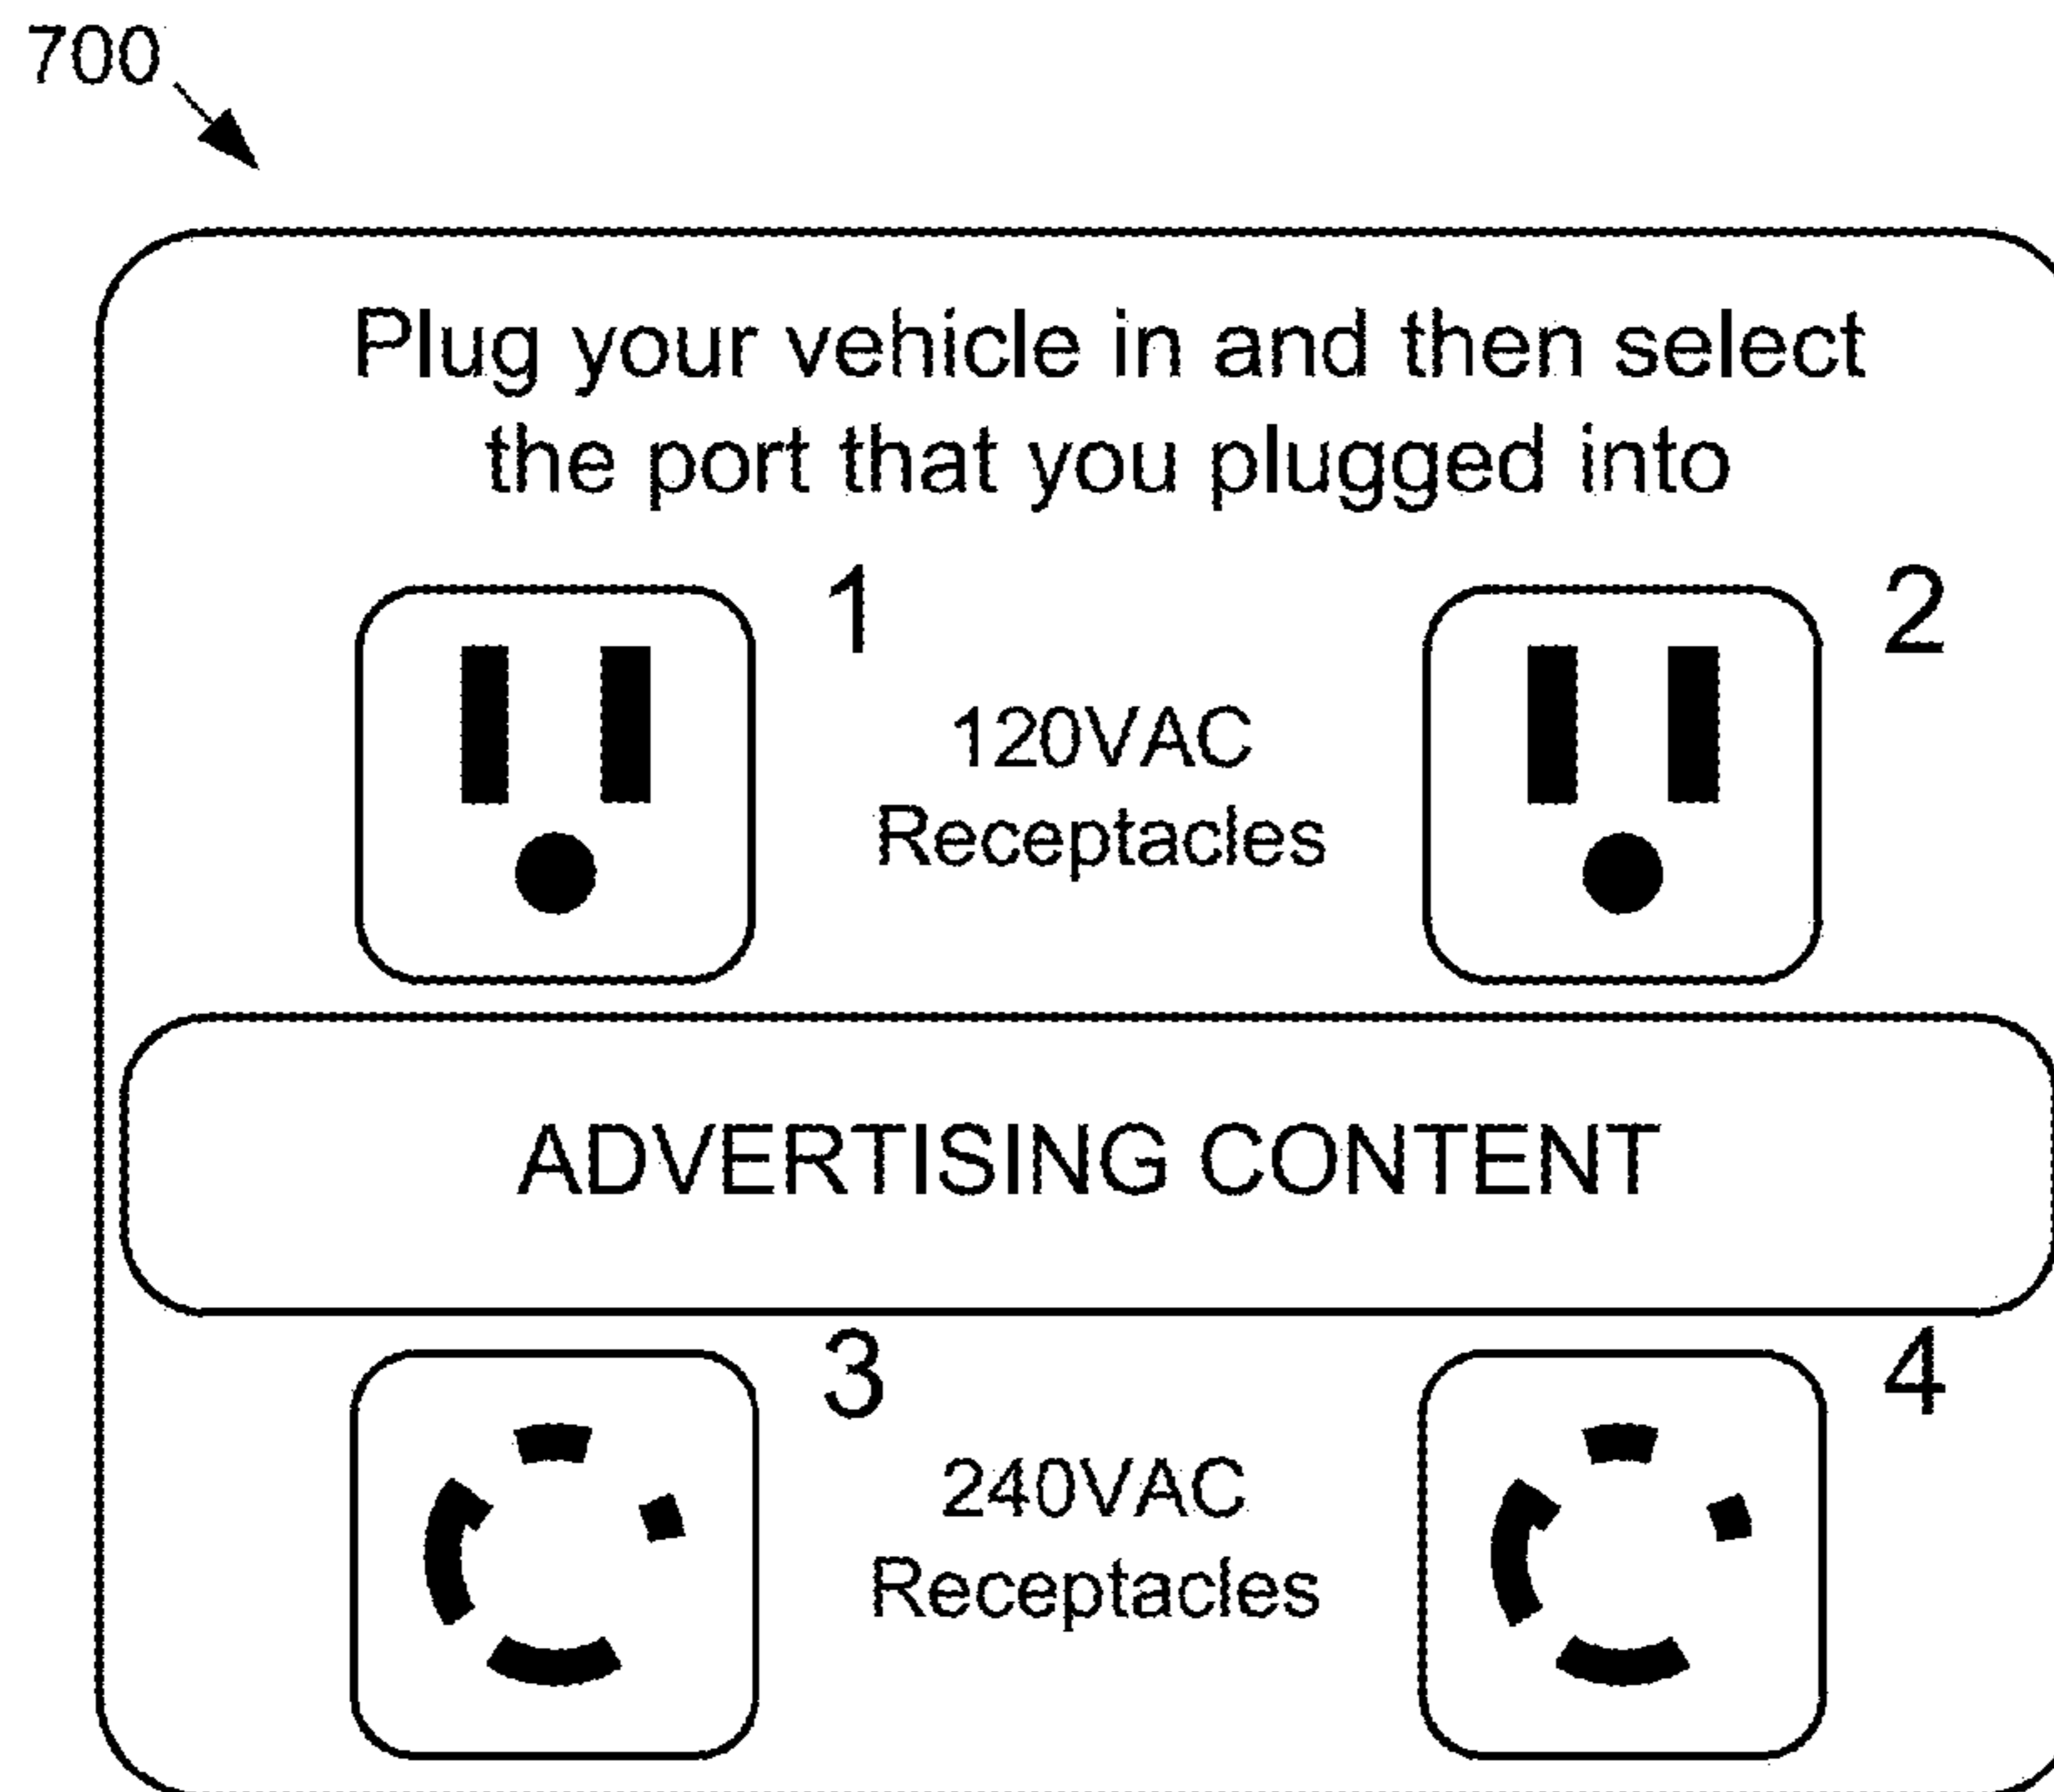 700
Plug your vehicle in and then select
the port that you plugged into
1
2
120VAC
Receptacles
ADVERTISING CONTENT
3
4
240VAC
Receptacles